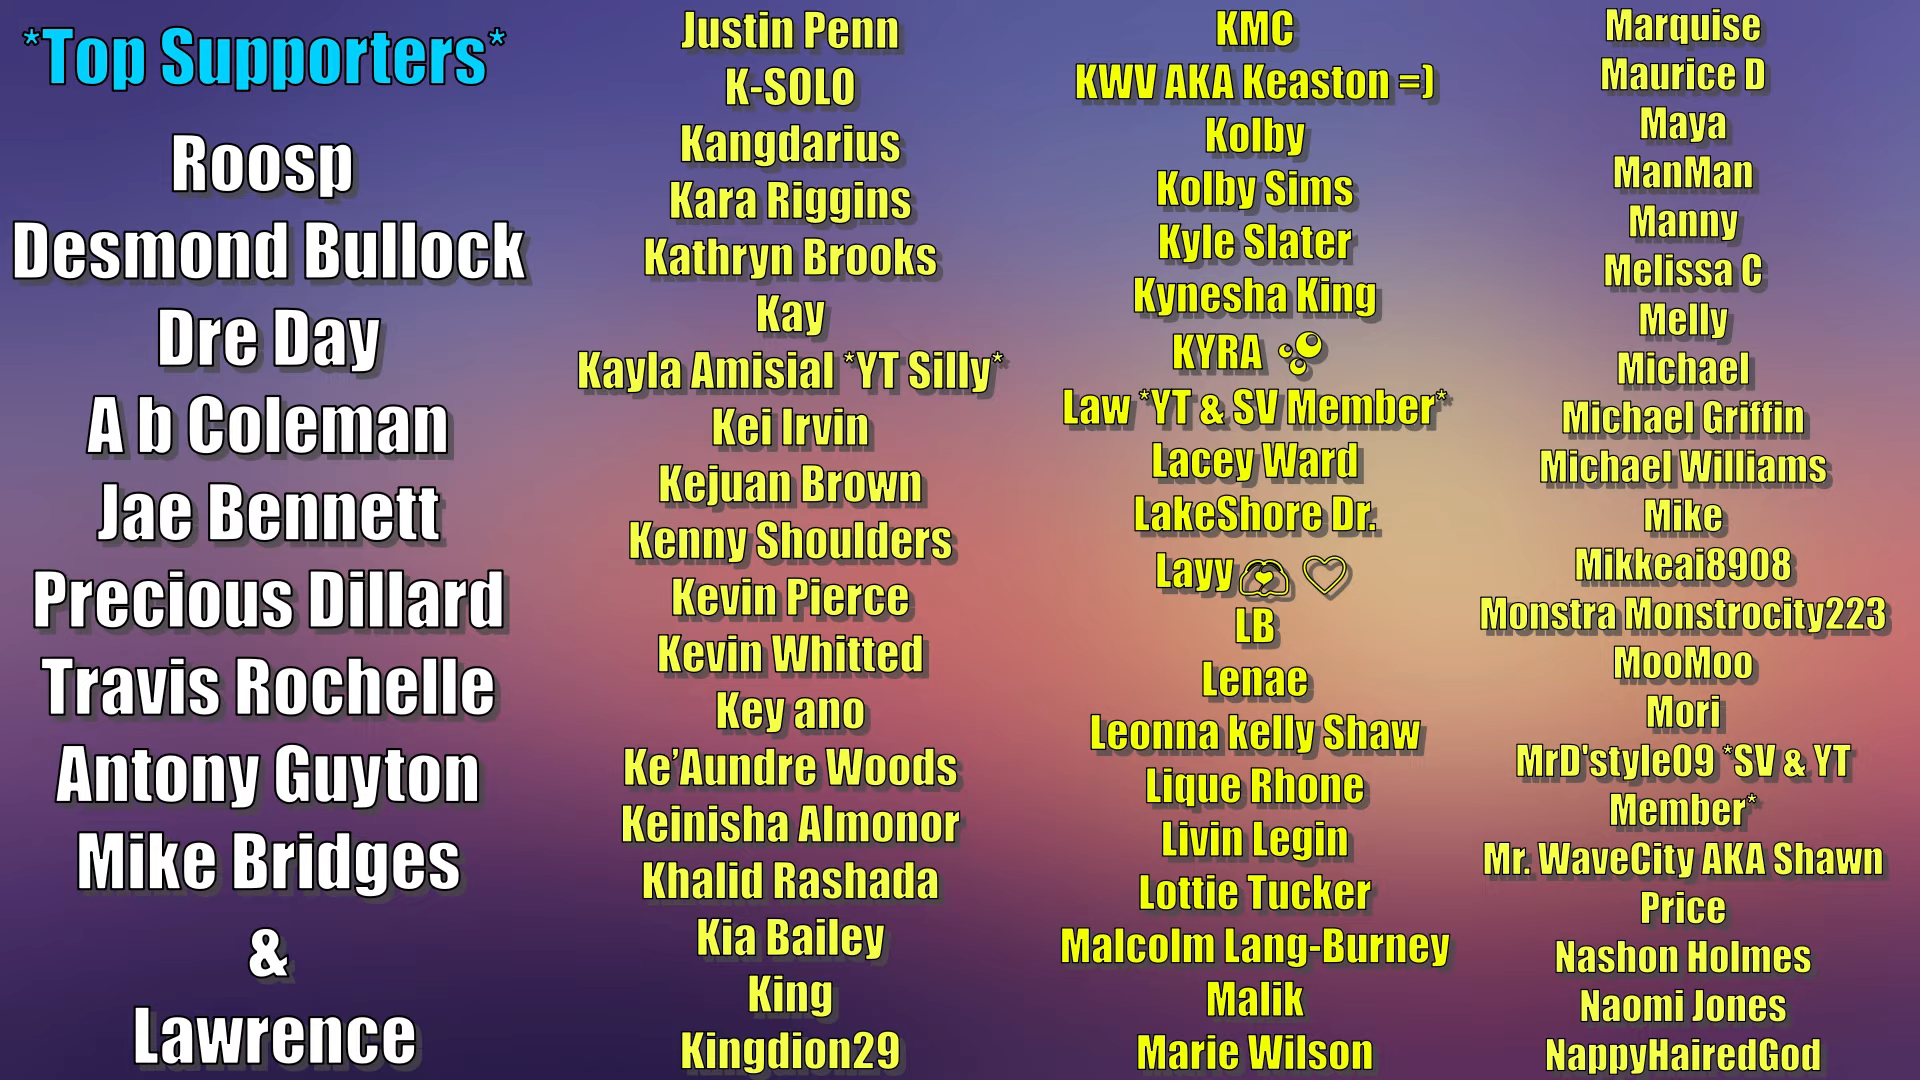 *Top Supporters*
Roosp
Desmond Bullock
Dre Day
A b Coleman
Jae Bennett
Precious Dillard
Travis Rochelle
Antony Guyton
Mike Bridges
&
Lawrence
Justin Penn
K-SOLO
Kangdarius
Kara Riggins
Kathryn Brooks
Kay
Kayla Amisial *YT Silly*
Kei Irvin
Kejuan Brown
Kenny Shoulders
Kevin Pierce
Kevin Whitted
Key ano
Ke’Aundre Woods
Keinisha Almonor
Khalid Rashada
Kia Bailey
King
Kingdion29
KMC
KWV AKA Keaston =)
Kolby
Kolby Sims
Kyle Slater
Kynesha King
KYRA 🫧
Law *YT & SV Member*
Lacey Ward
LakeShore Dr.
Layy🫶 ♡
LB
Lenae
Leonna kelly Shaw
Lique Rhone
Livin Legin
Lottie Tucker
Malcolm Lang-Burney
Malik
Marie Wilson
Marquise
Maurice D
Maya
ManMan
Manny
Melissa C
Melly
Michael
Michael Griffin
Michael Williams
Mike
Mikkeai8908
Monstra Monstrocity223
MooMoo
Mori
MrD'style09 *SV & YT
Member*
Mr. WaveCity AKA Shawn
Price
Nashon Holmes
Naomi Jones
NappyHairedGod